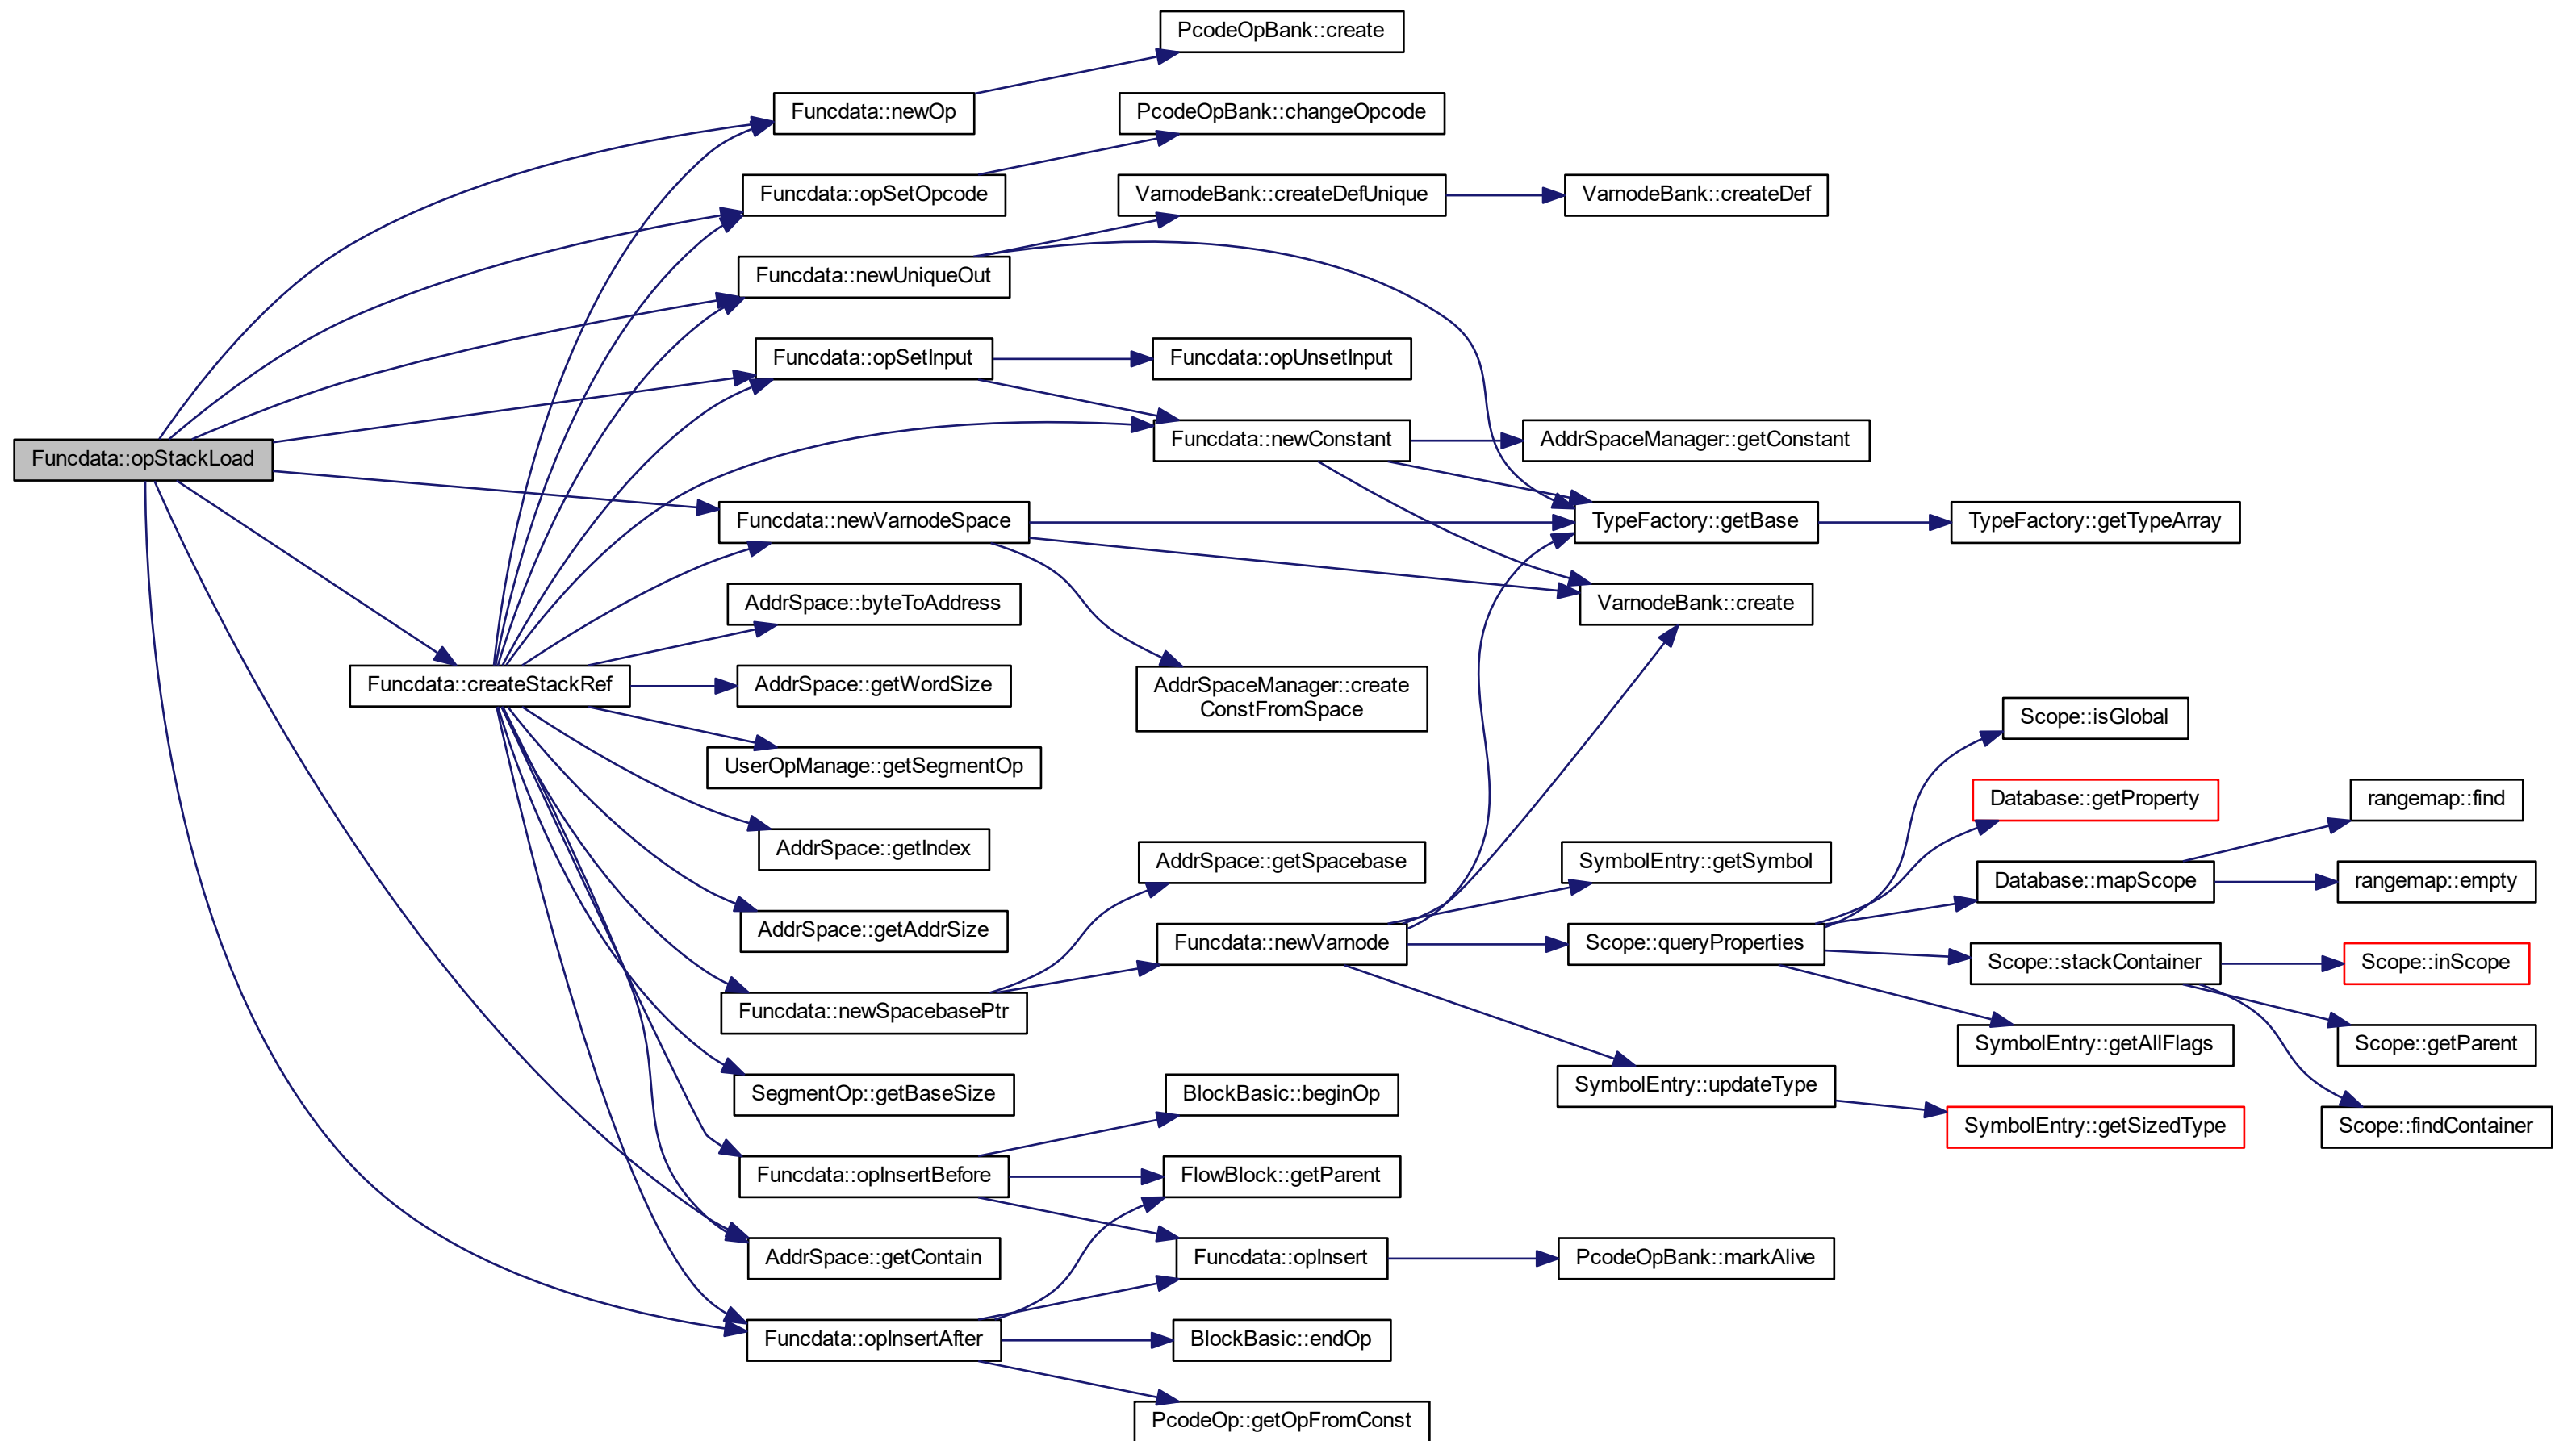 PcodeOpBank::create
Funcdata::newOp
PcodeOpBank::changeOpcode
Funcdata::opSetOpcode
VarnodeBank::createDefUnique
VarnodeBank::createDef
Funcdata::newUniqueOut
Funcdata::opSetInput
Funcdata::opUnsetInput
Funcdata::opStackLoad
Funcdata::newConstant
AddrSpaceManager::getConstant
Funcdata::newVarnodeSpace
TypeFactory::getBase
TypeFactory::getTypeArray
AddrSpace::byteToAddress
VarnodeBank::create
Funcdata::createStackRef
AddrSpace::getWordSize
AddrSpaceManager::create
ConstFromSpace
Scope::isGlobal
UserOpManage::getSegmentOp
Database::getProperty
rangemap::find
AddrSpace::getIndex
AddrSpace::getSpacebase
SymbolEntry::getSymbol
Database::mapScope
rangemap::empty
AddrSpace::getAddrSize
Funcdata::newVarnode
Scope::queryProperties
Scope::stackContainer
Scope::inScope
Funcdata::newSpacebasePtr
SymbolEntry::getAllFlags
Scope::getParent
SegmentOp::getBaseSize
BlockBasic::beginOp
SymbolEntry::updateType
SymbolEntry::getSizedType
Scope::findContainer
Funcdata::opInsertBefore
FlowBlock::getParent
AddrSpace::getContain
Funcdata::opInsert
PcodeOpBank::markAlive
Funcdata::opInsertAfter
BlockBasic::endOp
PcodeOp::getOpFromConst